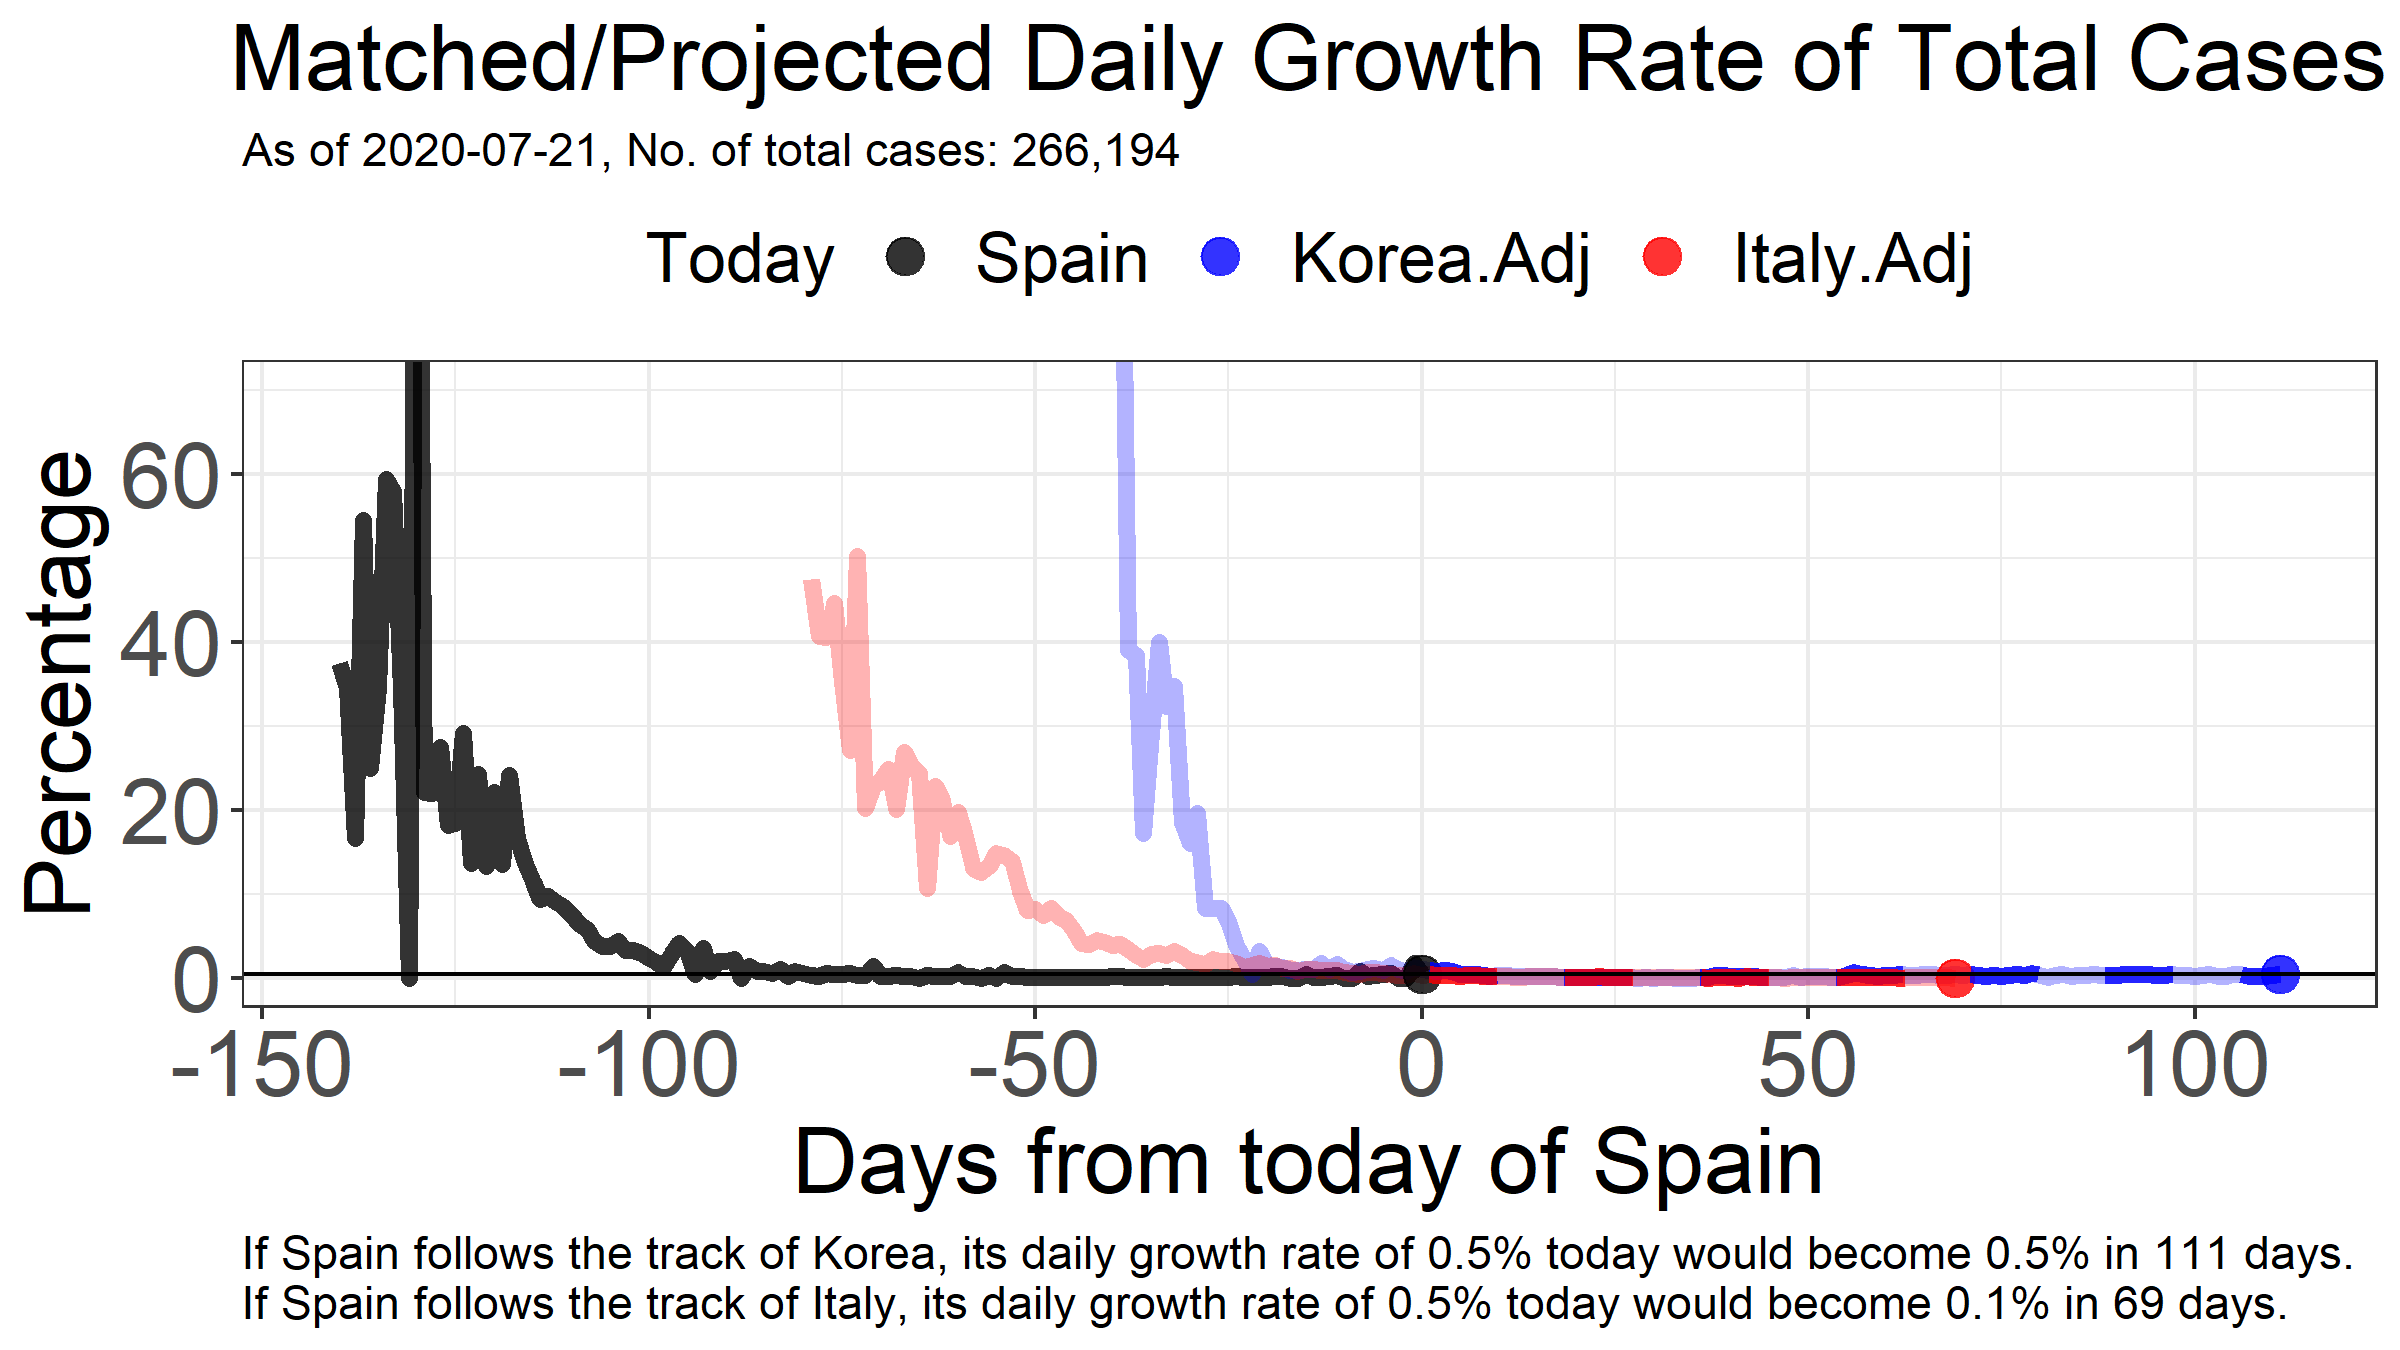 Matched/Projected Daily Growth Rate of Total Cases
As of 2020-07-21, No. of total cases: 266,194
Today Spain Korea.Adj Italy.Adj
Percentage
60
40
20
0
-150 -100 -50 0 50 100
Days from today of Spain
If Spain follows the track of Korea, its daily growth rate of 0.5% today would become 0.5% in 111 days.
If Spain follows the track of Italy, its daily growth rate of 0.5% today would become 0.1% in 69 days.